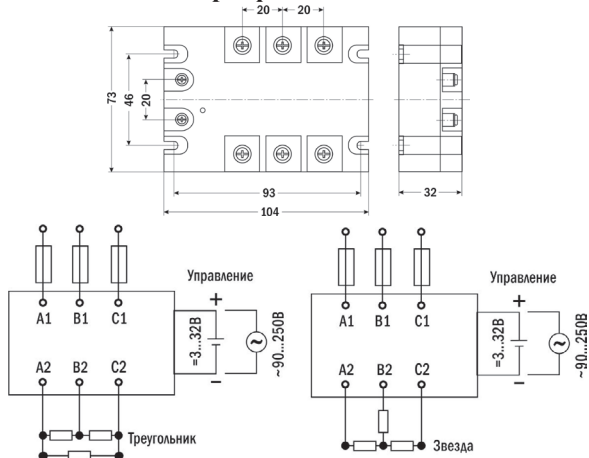 20 20
73
46
20
93
104
32
Управление
A1 B1 C1
+
=3...32В
~
~90...250В
–
A2 B2 C2
Треугольник
Управление
A1 B1 C1
+
=3...32В
~
~90...250В
–
A2 B2 C2
Звезда